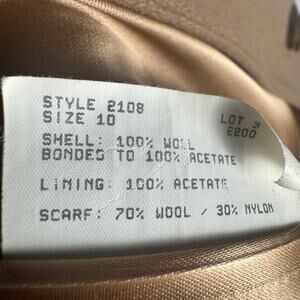 STYLE 2108
SIZE 10
LOT 3
2200
SHELL: 100% WOOL
BONDED TO 100% ACETATE
LINING: 100% ACETATE
SCARF: 70% WOOL / 30% NYLON